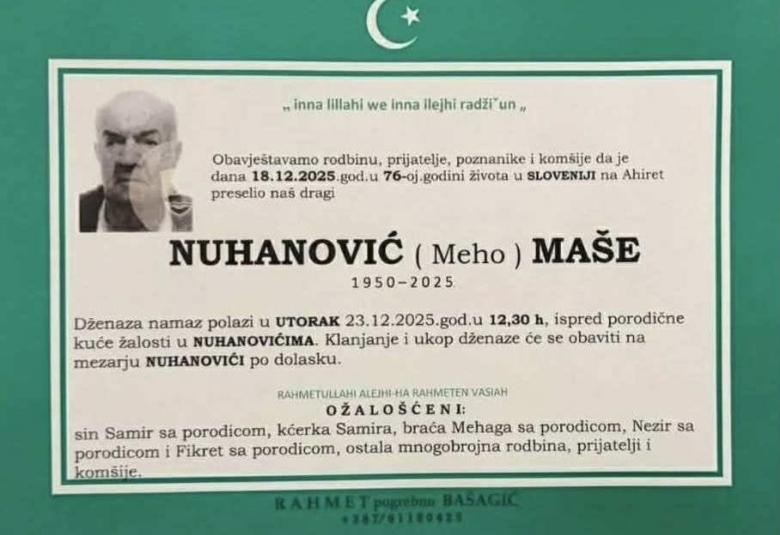 „ inna lillahi we inna ilejhi radži˘un „
Obavještavamo rodbinu, prijatelje, poznanike i komšije da je
dana 18.12.2025.god.u 76-oj.godini života u SLOVENIJI na Ahiret
preselio naš dragi
NUHANOVIĆ ( Meho ) MAŠE
1950–2025
Dženaza namaz polazi u UTORAK 23.12.2025.god.u 12,30 h, ispred porodične
kuće žalosti u NUHANOVIĆIMA. Klanjanje i ukop dženaze će se obaviti na
mezarju NUHANOVIĆI po dolasku.
RAHMETULLAHI ALEJHI-HA RAHMETEN VASIAH
OŽALOŠĆENI:
sin Samir sa porodicom, kćerka Samira, braća Mehaga sa porodicom, Nezir sa
porodicom i Fikret sa porodicom, ostala mnogobrojna rodbina, prijatelji i
komšije.
RAHMET pogrebno BAŠAGIĆ